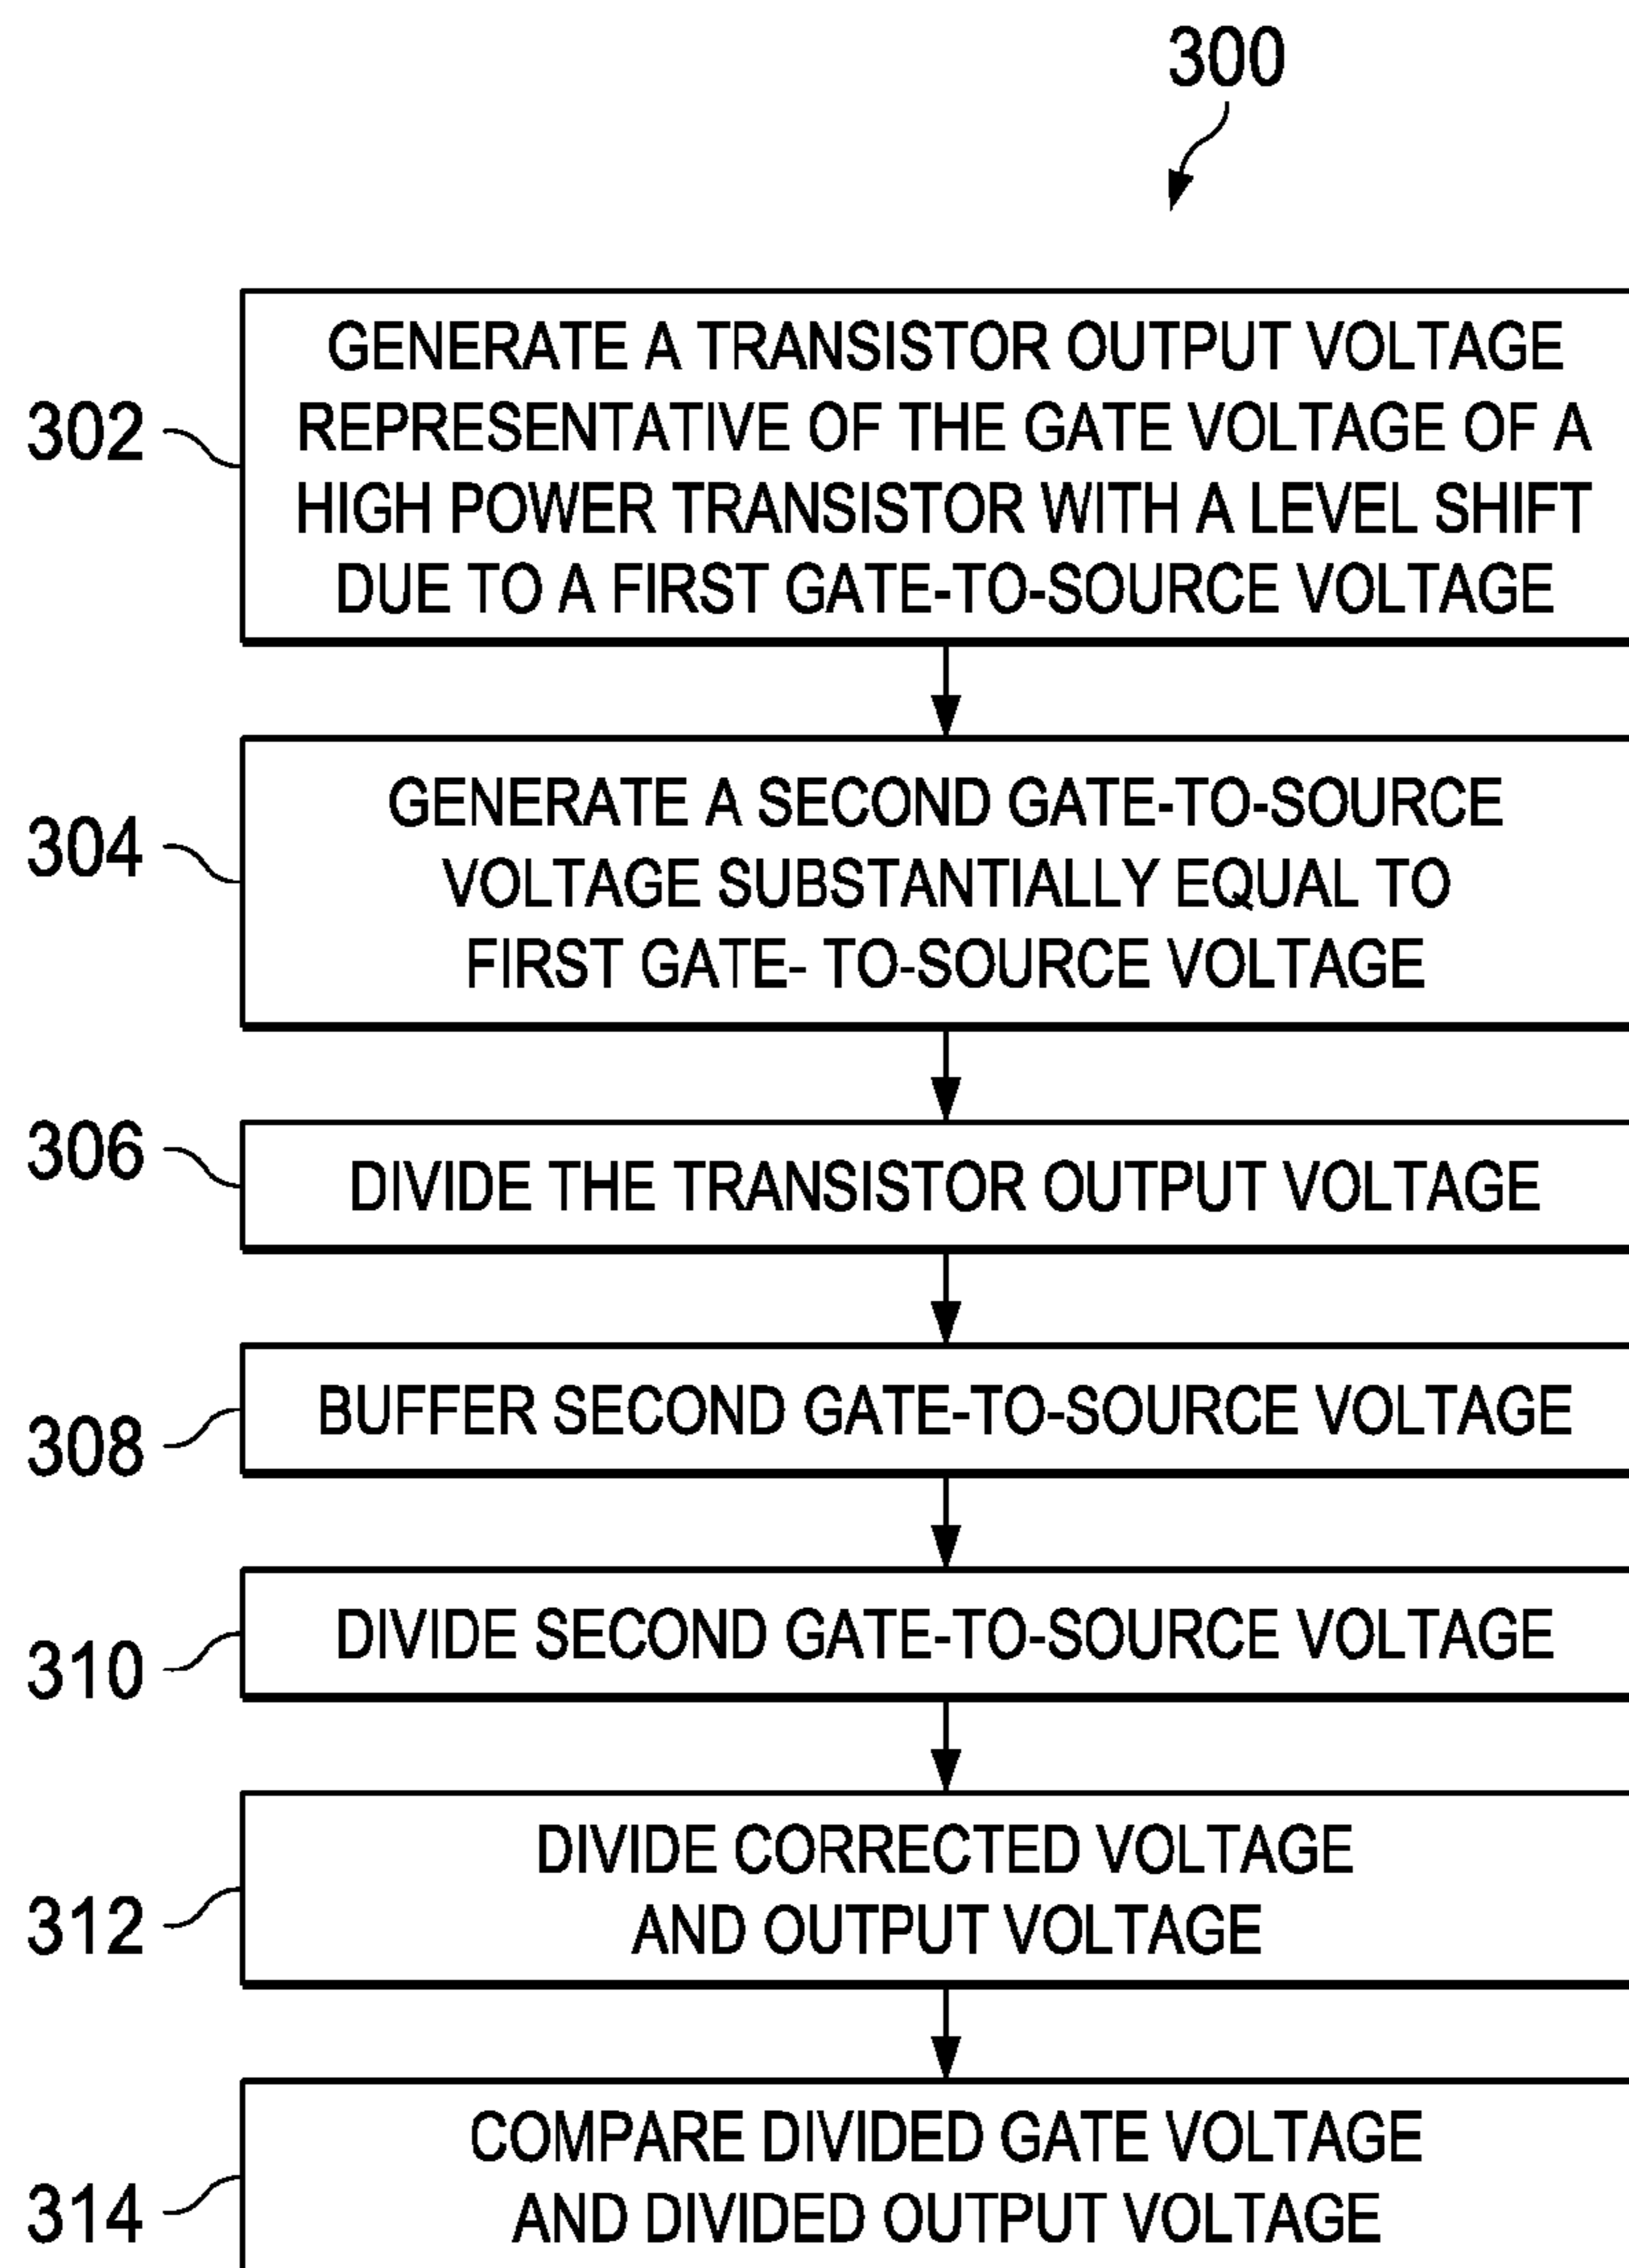 300
302
GENERATE A TRANSISTOR OUTPUT VOLTAGE
REPRESENTATIVE OF THE GATE VOLTAGE OF A
HIGH POWER TRANSISTOR WITH A LEVEL SHIFT
DUE TO A FIRST GATE-TO-SOURCE VOLTAGE
304
GENERATE A SECOND GATE-TO-SOURCE
VOLTAGE SUBSTANTIALLY EQUAL TO
FIRST GATE- TO-SOURCE VOLTAGE
306
DIVIDE THE TRANSISTOR OUTPUT VOLTAGE
308
BUFFER SECOND GATE-TO-SOURCE VOLTAGE
310
DIVIDE SECOND GATE-TO-SOURCE VOLTAGE
312
DIVIDE CORRECTED VOLTAGE
AND OUTPUT VOLTAGE
314
COMPARE DIVIDED GATE VOLTAGE
AND DIVIDED OUTPUT VOLTAGE